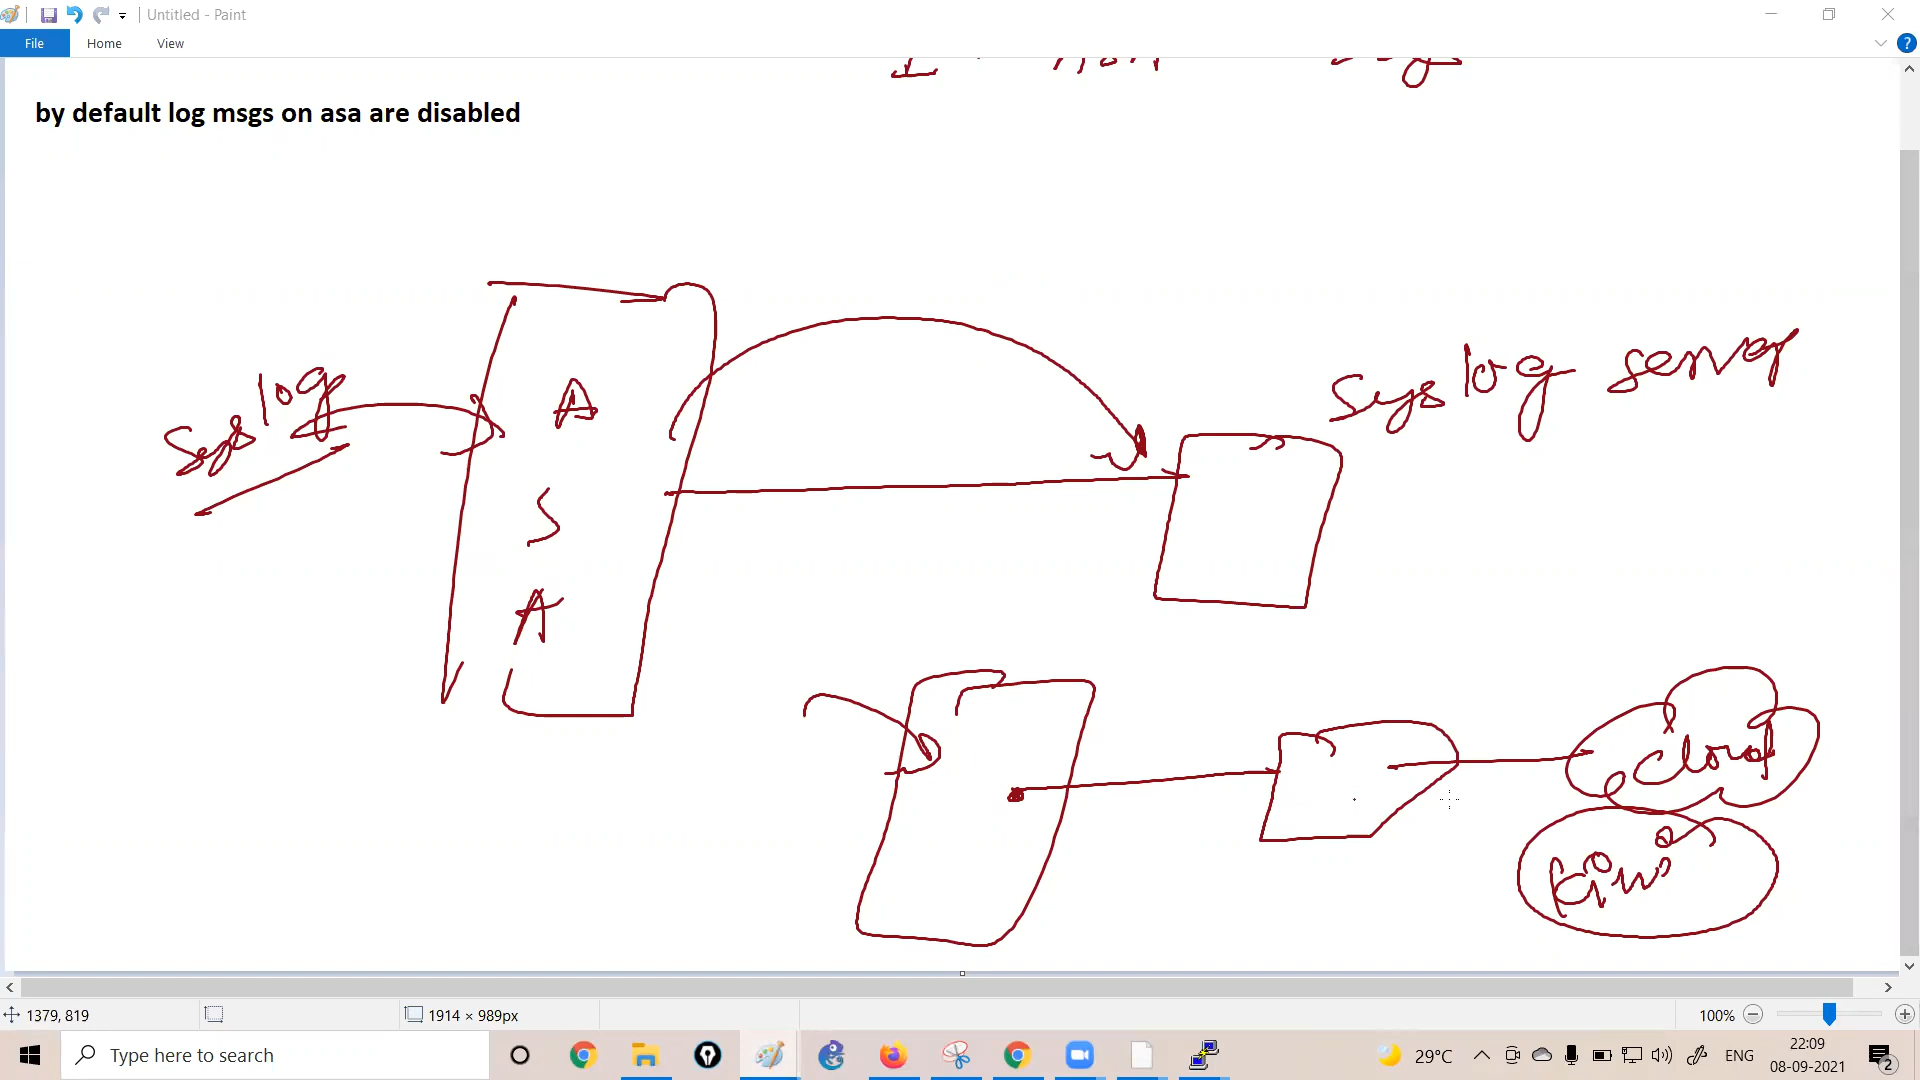 Untitled - Paint
File Home View
by default log msgs on asa are disabled
Syslog
A
S
A
Syslog server
cloud
kiwi
1379, 819
1914 × 989px
100%
Type here to search
29°C
ENG
22:09
08-09-2021
2